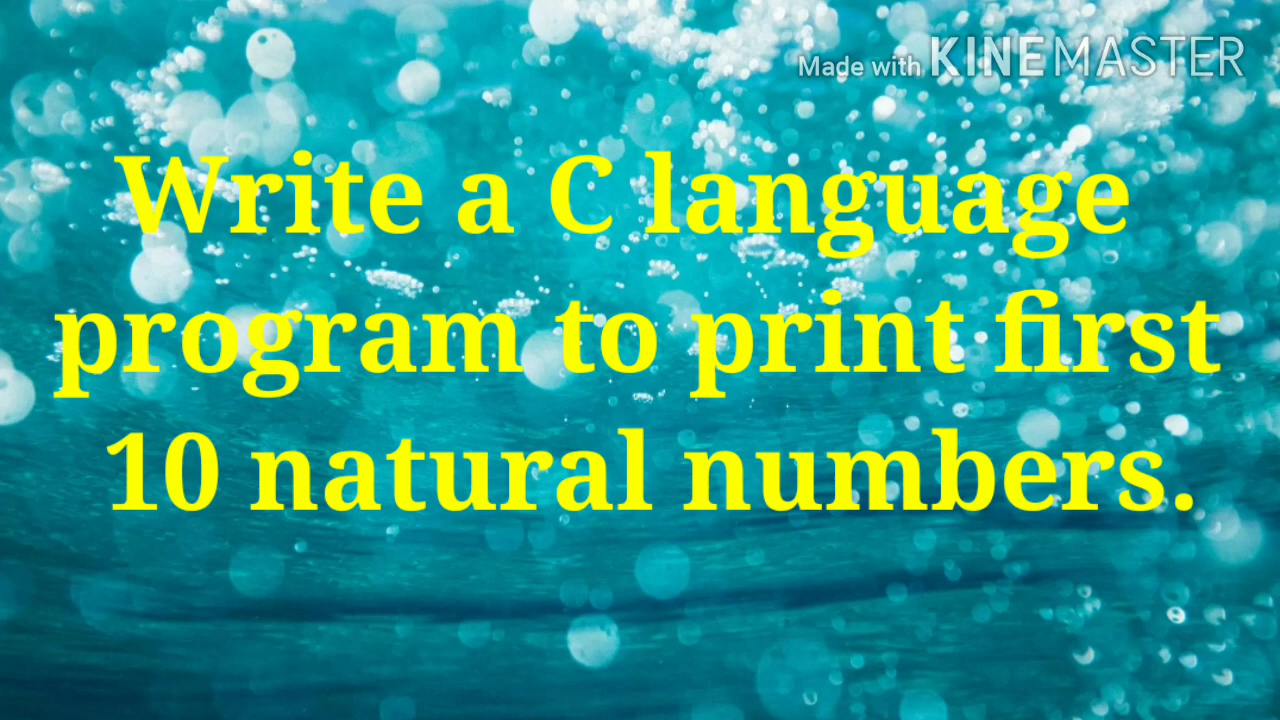 Made with KINEMASTER
Write a C language
program to print first
10 natural numbers.